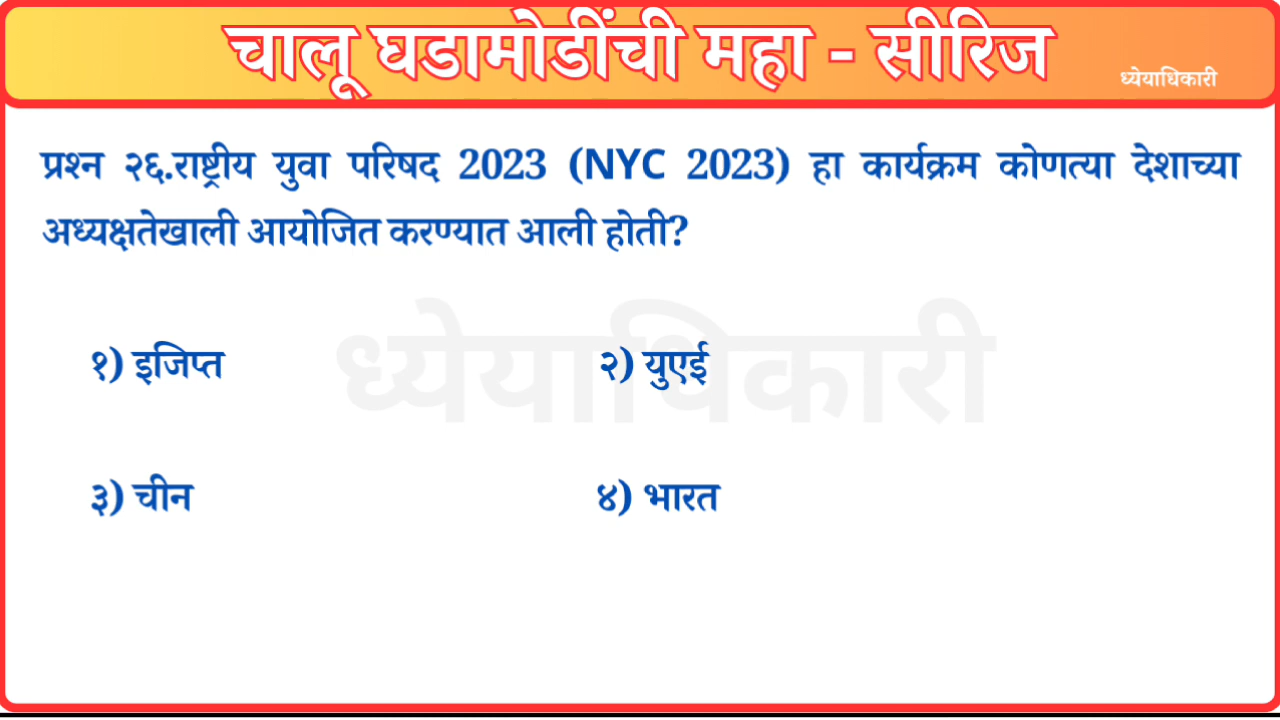 चालू घडामोडींची महा - सीरिज
ध्येयाधिकारी
प्रश्न २६.राष्ट्रीय युवा परिषद 2023 (NYC 2023) हा कार्यक्रम कोणत्या देशाच्या
अध्यक्षतेखाली आयोजित करण्यात आली होती?
ध्येयाधिकारी
१) इजिप्त २) युएई
३) चीन ४) भारत